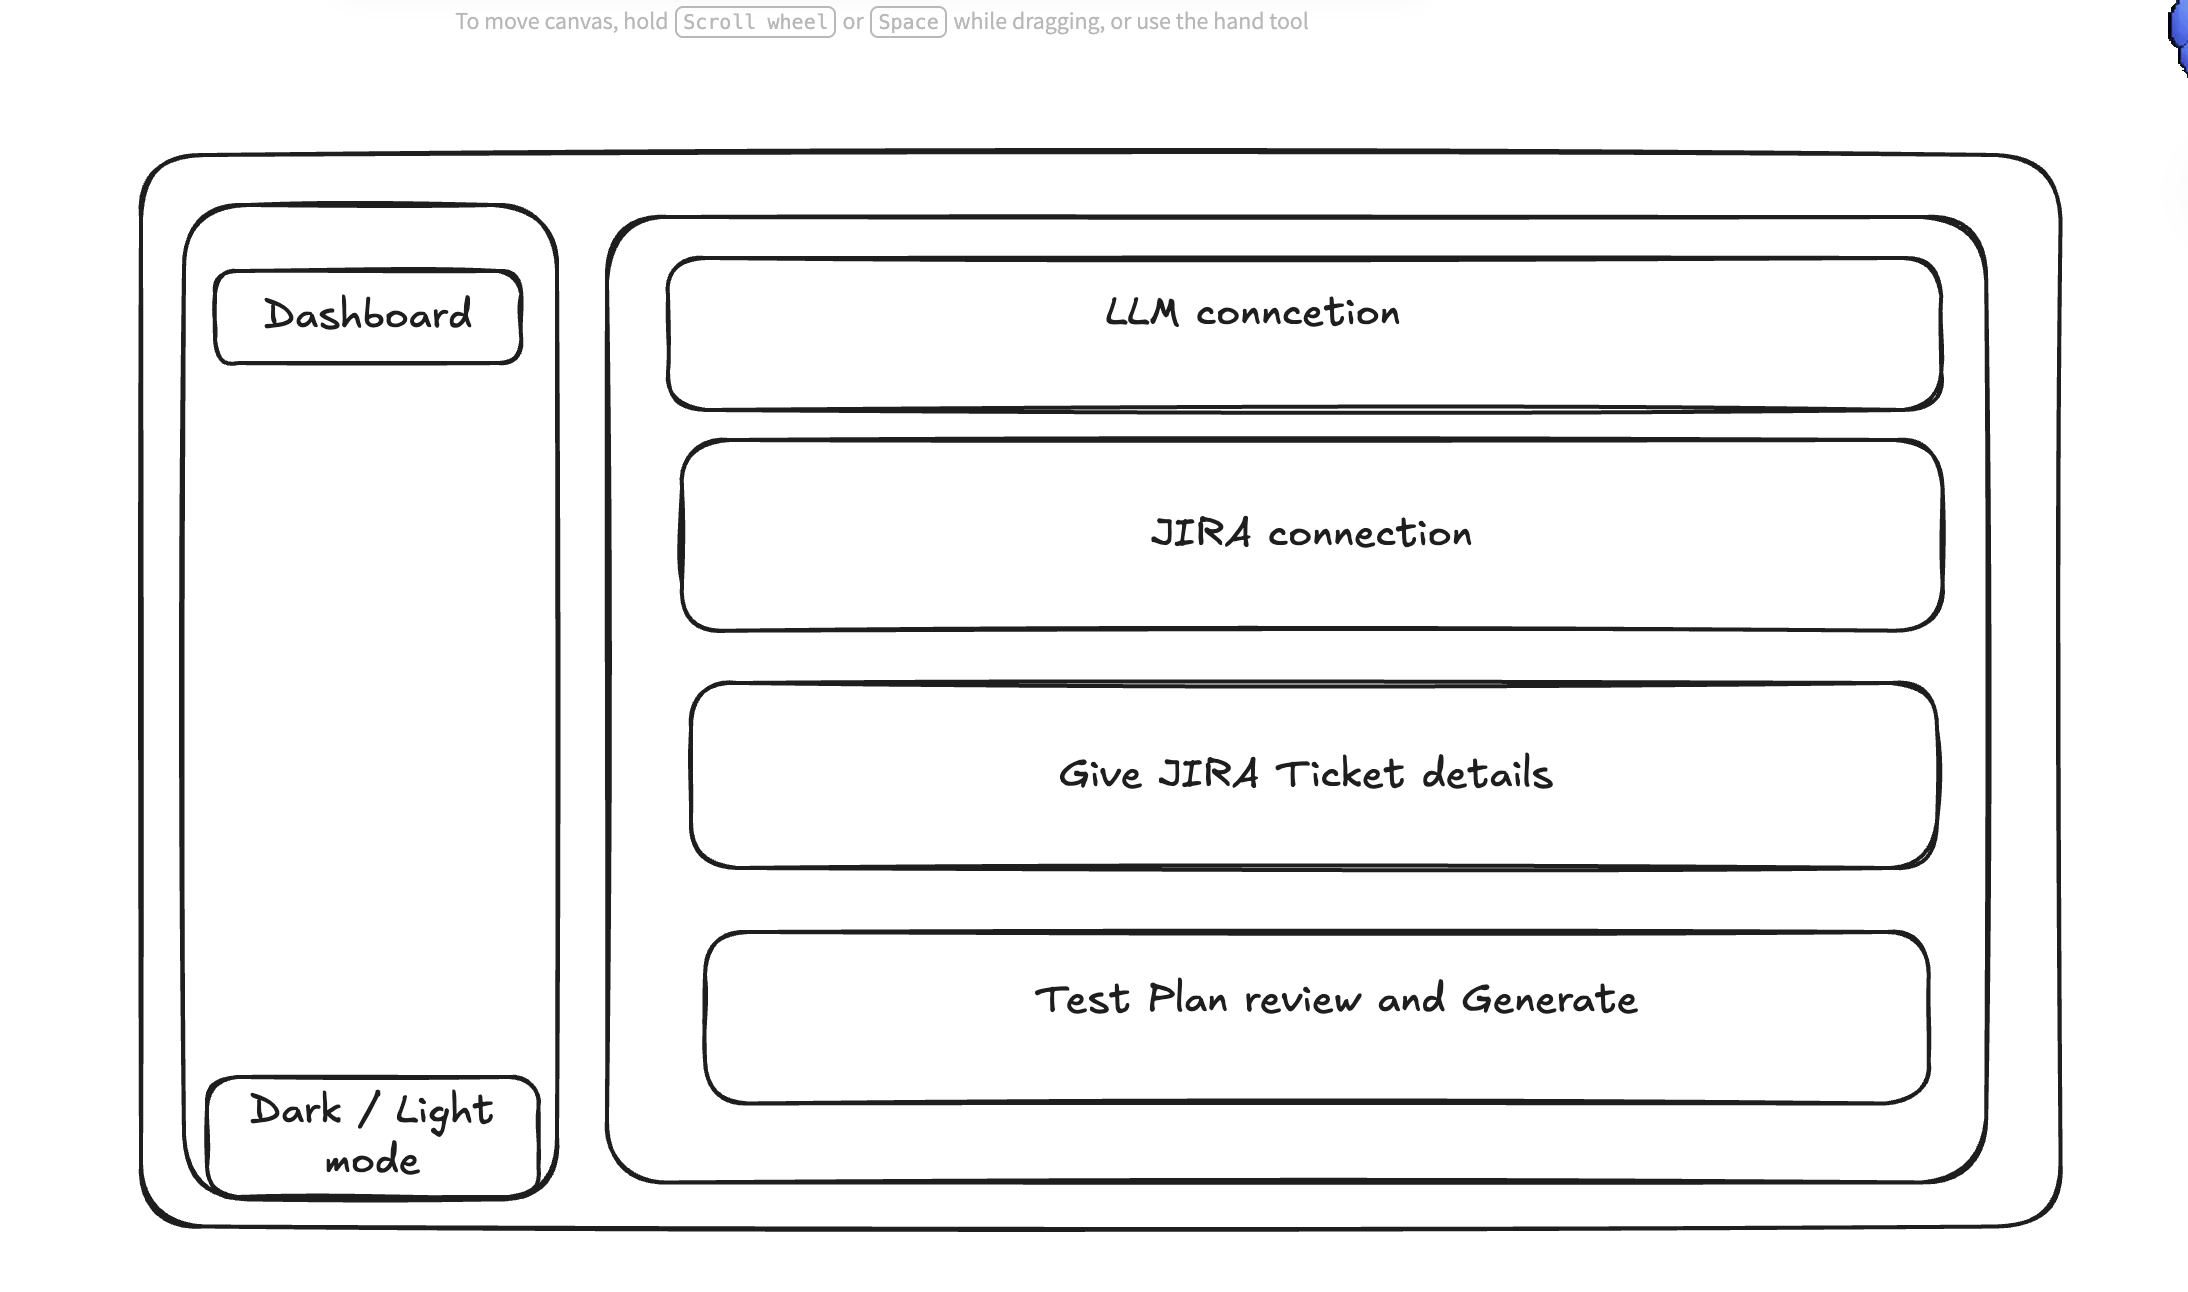 To move canvas, hold Scroll wheel or Space while dragging, or use the hand tool
Dashboard
Dark / Light
mode
LLM conncetion
JIRA connection
Give JIRA Ticket details
Test Plan review and Generate